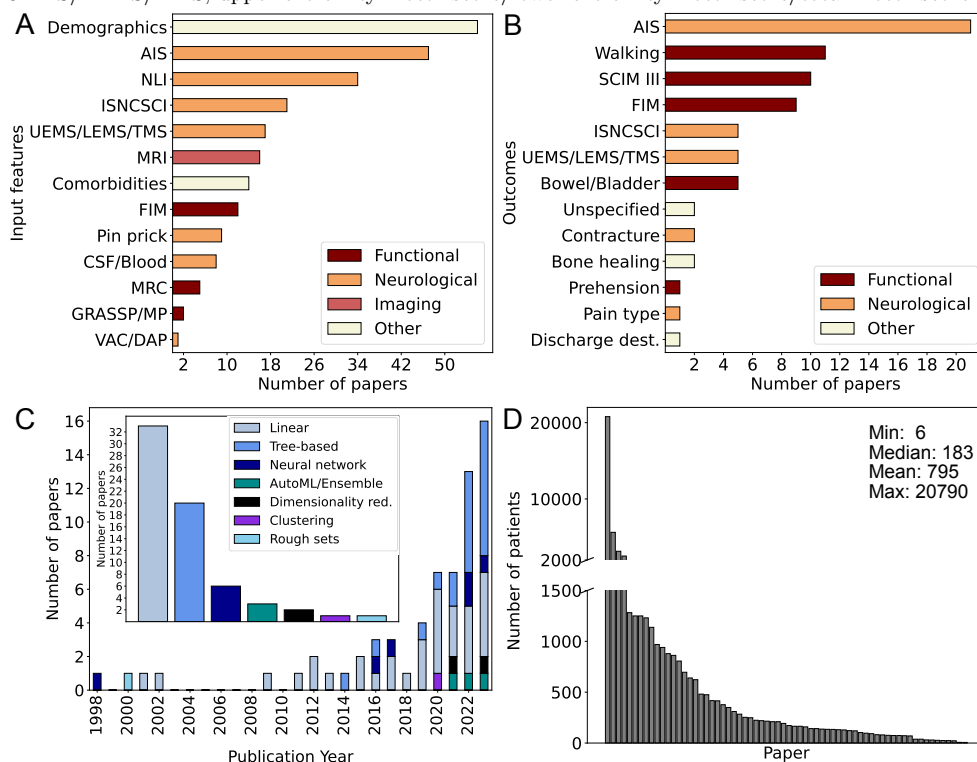 A
Demographics
AIS
NLI
ISNCSCI
UEMS/LEMS/TMS
MRI
Comorbidities
FIM
Pin prick
CSF/Blood
MRC
GRASSP/MP
VAC/DAP
Input features
2 10 18 26 34 42 50
Number of papers
Functional
Neurological
Imaging
Other
B
AIS
Walking
SCIM III
FIM
ISNCSCI
UEMS/LEMS/TMS
Bowel/Bladder
Unspecified
Contracture
Bone healing
Prehension
Pain type
Discharge dest.
Outcomes
2 4 6 8 10 12 14 16 18 20
Number of papers
Functional
Neurological
Other
C
16
14
12
10
8
6
4
2
0
Number of papers
32
30
28
26
24
22
20
18
16
14
12
10
8
6
4
2
Number of papers
Linear
Tree-based
Neural network
AutoML/Ensemble
Dimensionality red.
Clustering
Rough sets
1998 2000 2002 2004 2006 2008 2010 2012 2014 2016 2018 2020 2022
Publication Year
D
20000
10000
2000
1500
1000
500
0
Number of patients
Min: 6
Median: 183
Mean: 795
Max: 20790
Paper